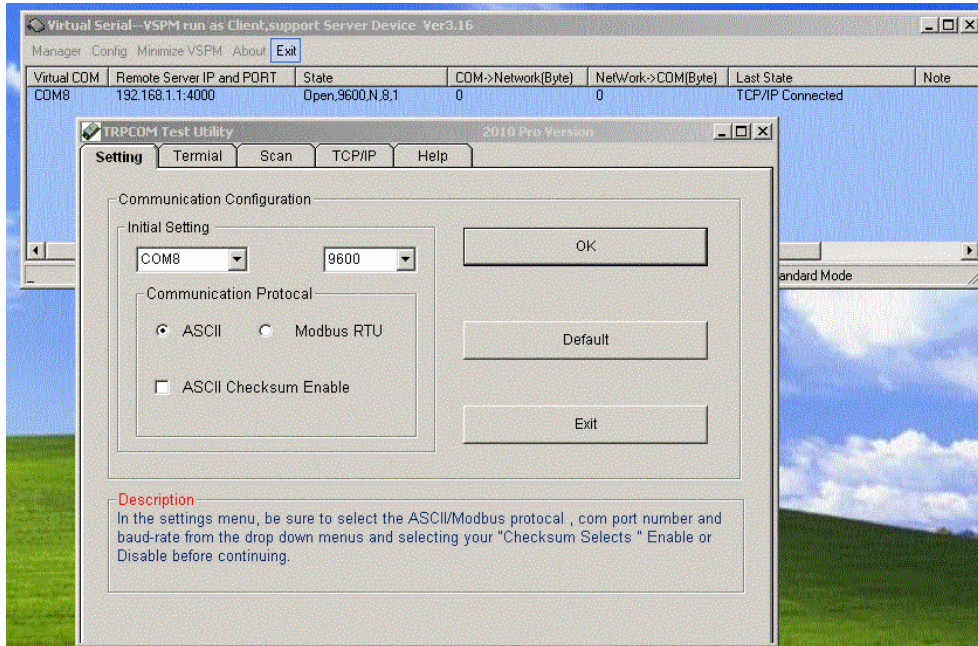 Virtual Serial--VSPM run as Client,support Server Device Ver3.16
Manager Config Minimize VSPM About Exit
Virtual COM Remote Server IP and PORT State COM->Network(Byte) NetWork->COM(Byte) Last State Note
COM8 192.168.1.1:4000 Open,9600,N,8,1 0 0 TCP/IP Connected
TRPCOM Test Utility 2010 Pro Version
Setting Termial Scan TCP/IP Help
Communication Configuration
Initial Setting
COM8 9600
OK
andard Mode
Communication Protocal
ASCII Modbus RTU
Default
ASCII Checksum Enable
Exit
Description
In the settings menu, be sure to select the ASCII/Modbus protocal , com port number and
baud-rate from the drop down menus and selecting your "Checksum Selects " Enable or
Disable before continuing.